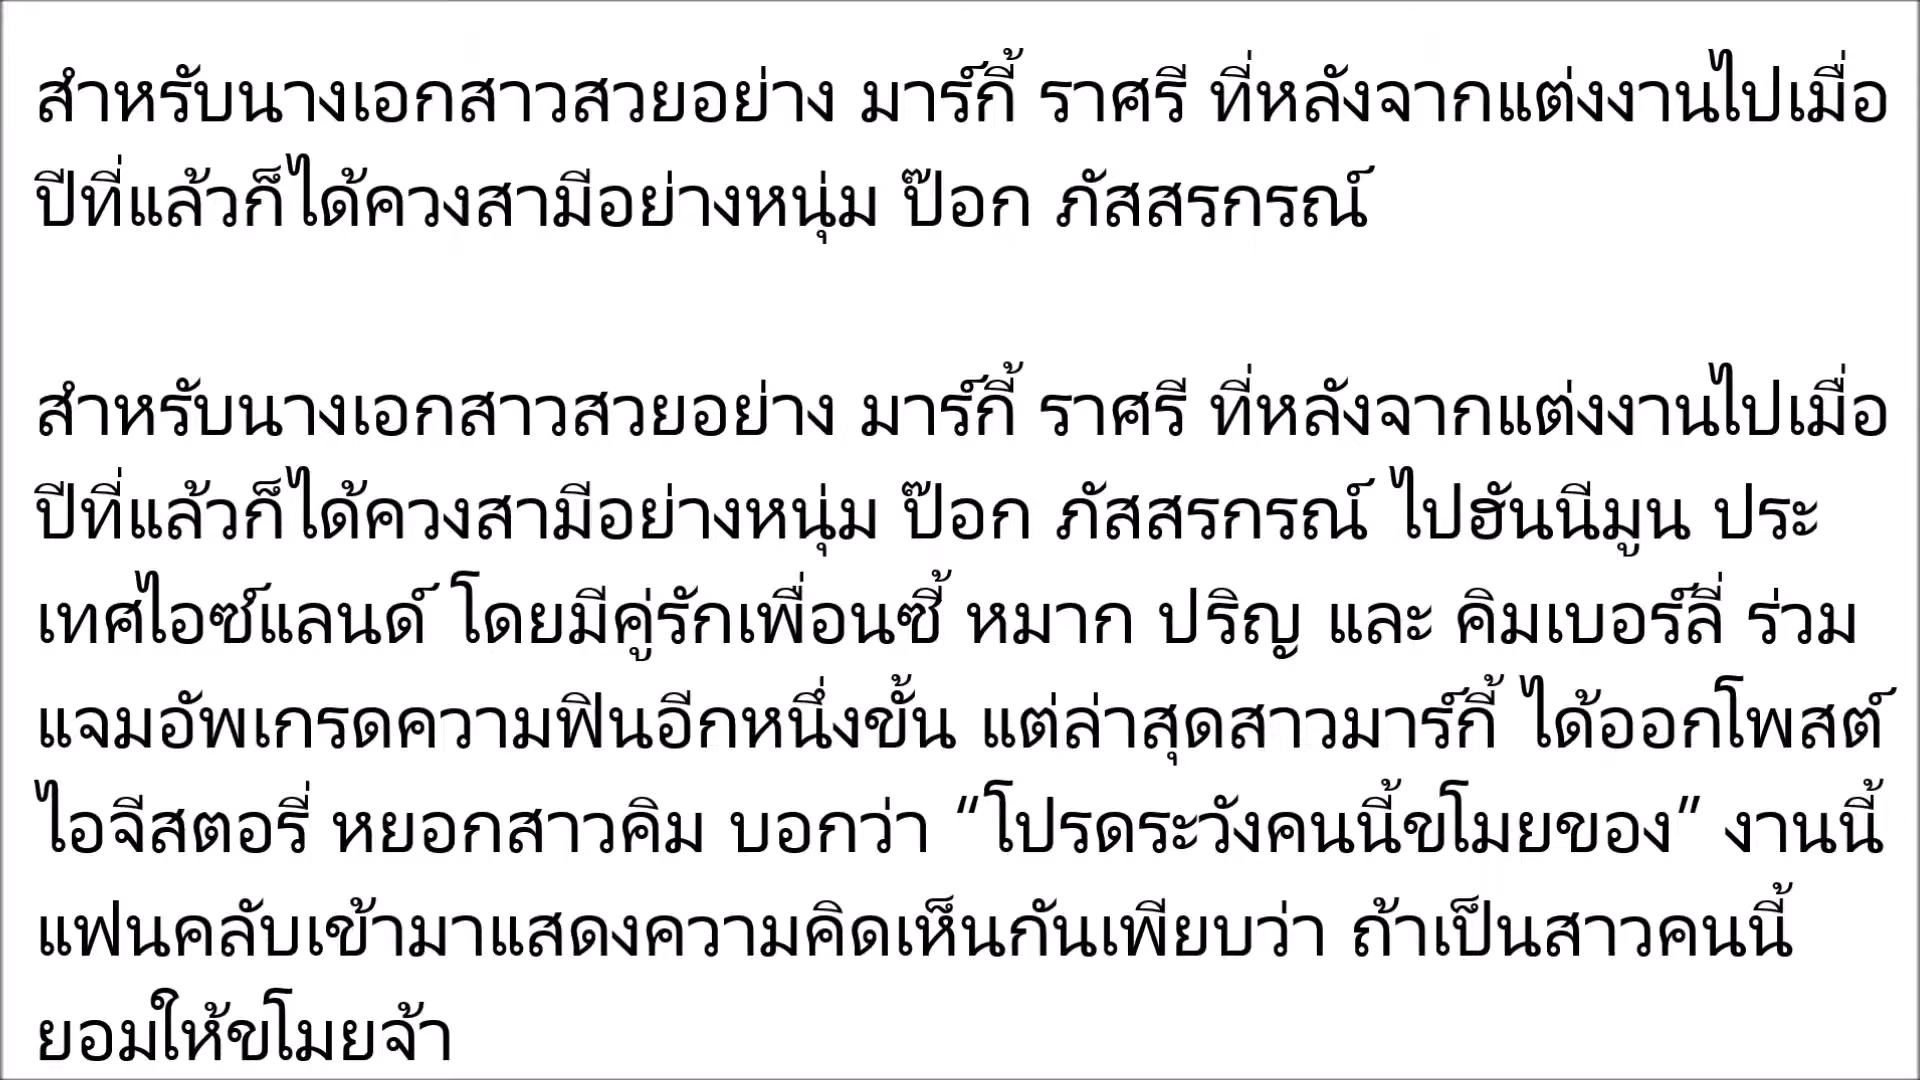 สำหรับนางเอกสาวสวยอย่าง มาร์กี้ ราศรี ที่หลังจากแต่งงานไปเมื่อ
ปีที่แล้วก็ได้ควงสามีอย่างหนุ่ม ป๊อก ภัสสรกรณ์
สำหรับนางเอกสาวสวยอย่าง มาร์กี้ ราศรี ที่หลังจากแต่งงานไปเมื่อ
ปีที่แล้วก็ได้ควงสามีอย่างหนุ่ม ป๊อก ภัสสรกรณ์ ไปฮันนีมูน ประ
เทศไอซ์แลนด์ โดยมีคู่รักเพื่อนซี้ หมาก ปริญ และ คิมเบอร์ลี่ ร่วม
แจมอัพเกรดความฟินอีกหนึ่งขั้น แต่ล่าสุดสาวมาร์กี้ ได้ออกโพสต์
ไอจีสตอรี่ หยอกสาวคิม บอกว่า “โปรดระวังคนนี้ขโมยของ” งานนี้
แฟนคลับเข้ามาแสดงความคิดเห็นกันเพียบว่า ถ้าเป็นสาวคนนี้
ยอมให้ขโมยจ้า